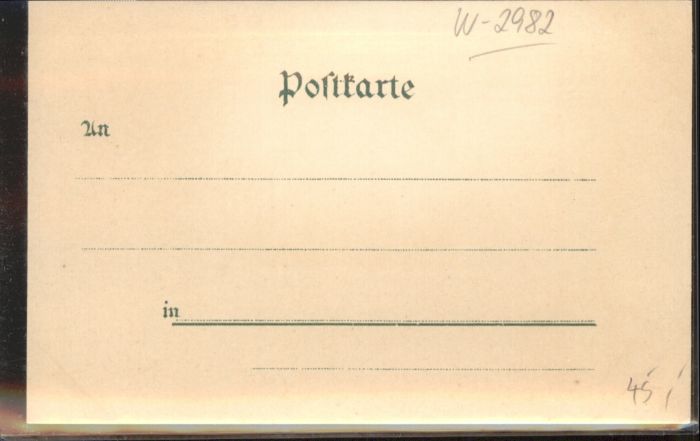 W-2982
Postkarte
An
in
45,-